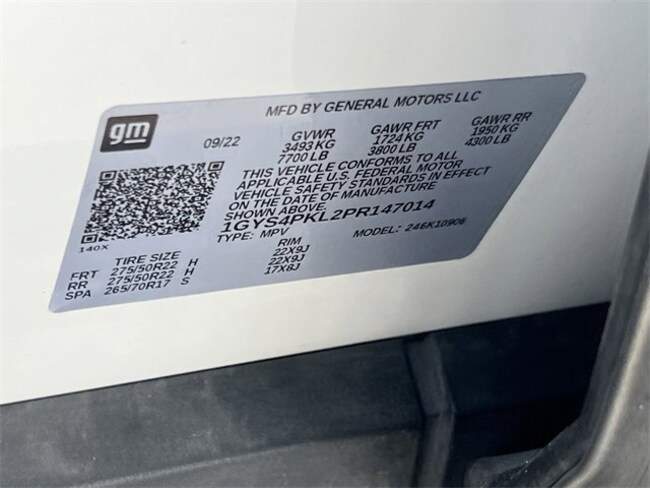 MFD BY GENERAL MOTORS LLC
gm
09/22 GVWR GAWR FRT GAWR RR
3493 KG 1724 KG 1950 KG
7700 LB 3800 LB 4300 LB
THIS VEHICLE CONFORMS TO ALL
APPLICABLE U.S. FEDERAL MOTOR
VEHICLE SAFETY STANDARDS IN EFFECT
ON THE DATE OF MANUFACTURE
SHOWN ABOVE.
1GYS4PKL2PR147014
140X
TYPE: MPV MODEL: 246K10906
TIRE SIZE RIM
FRT 275/50R22 H 22X9J
RR 275/50R22 H 22X9J
SPA 265/70R17 S 17X8J